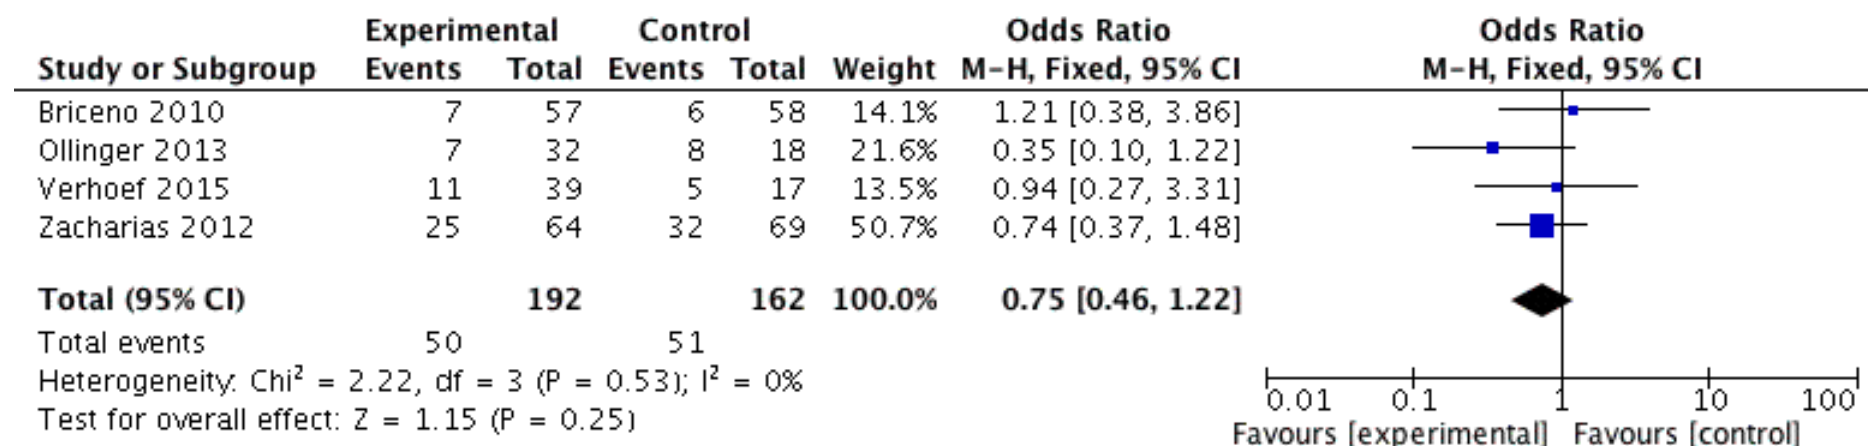 Experimental Control Odds Ratio Odds Ratio
Study or Subgroup Events Total Events Total Weight M-H, Fixed, 95% CI M-H, Fixed, 95% CI
Briceno 2010 7 57 6 58 14.1% 1.21 [0.38, 3.86]
Ollinger 2013 7 32 8 18 21.6% 0.35 [0.10, 1.22]
Verhoef 2015 11 39 5 17 13.5% 0.94 [0.27, 3.31]
Zacharias 2012 25 64 32 69 50.7% 0.74 [0.37, 1.48]
Total (95% CI) 192 162 100.0% 0.75 [0.46, 1.22]
Total events 50 51
Heterogeneity: Chi² = 2.22, df = 3 (P = 0.53); I² = 0%
Test for overall effect: Z = 1.15 (P = 0.25)
0.01 0.1 1 10 100
Favours [experimental] Favours [control]